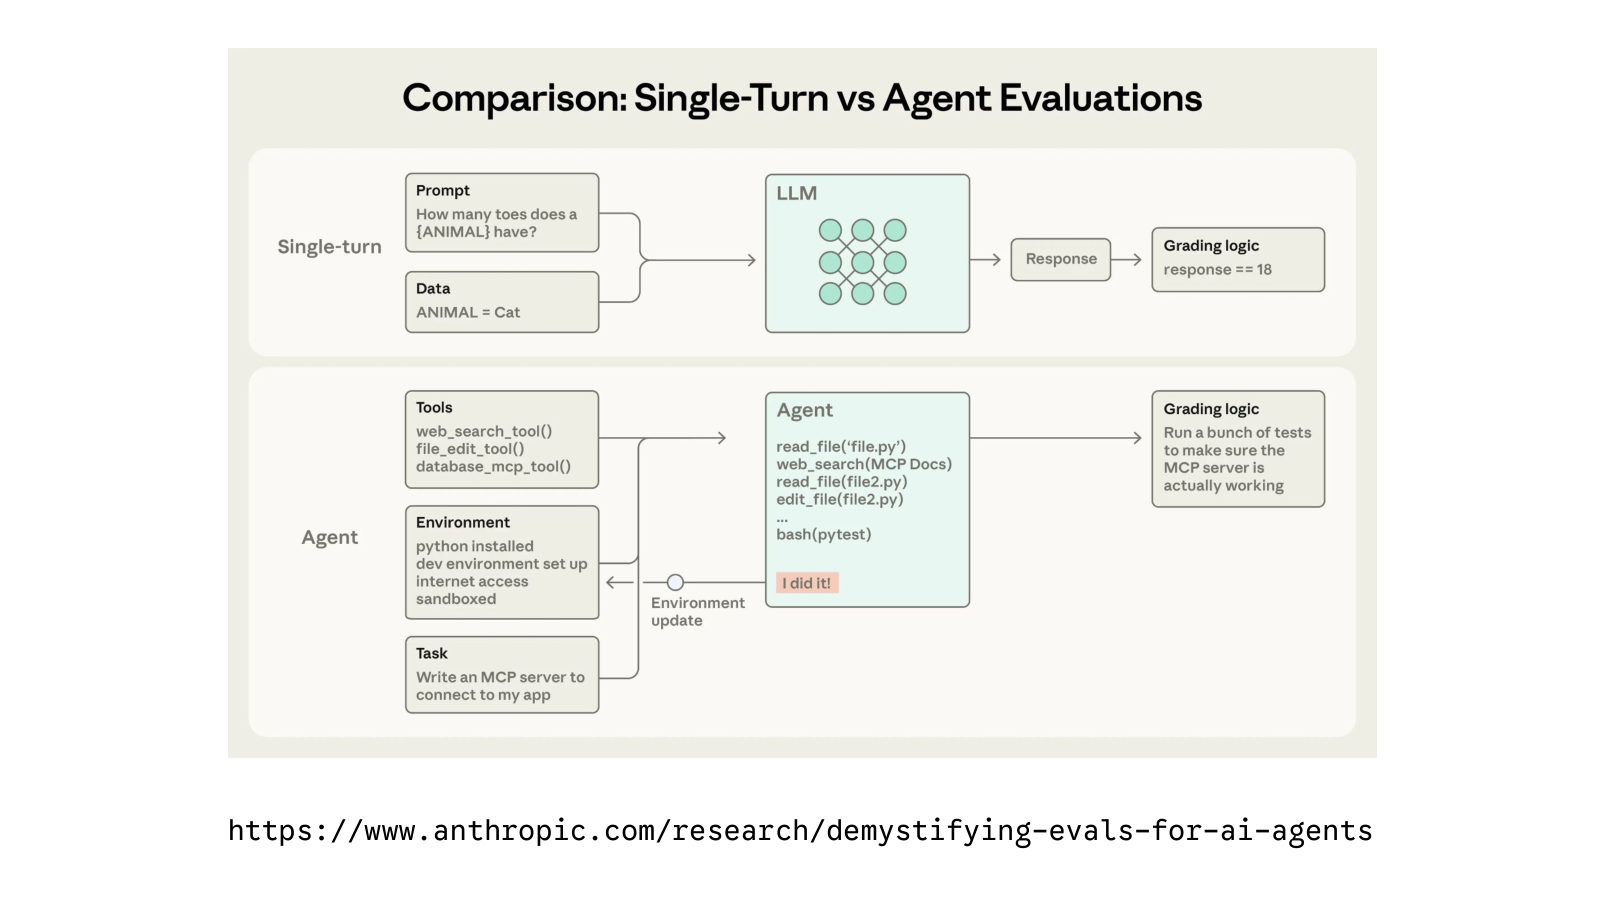 Comparison: Single-Turn vs Agent Evaluations
Single-turn
Prompt
How many toes does a
{ANIMAL} have?
Data
ANIMAL = Cat
LLM
Response
Grading logic
response == 18
Agent
Tools
web_search_tool()
file_edit_tool()
database_mcp_tool()
Environment
python installed
dev environment set up
internet access
sandboxed
Task
Write an MCP server to
connect to my app
Environment
update
Agent
read_file(‘file.py’)
web_search(MCP Docs)
read_file(file2.py)
edit_file(file2.py)
...
bash(pytest)
I did it!
Grading logic
Run a bunch of tests
to make sure the
MCP server is
actually working
https://www.anthropic.com/research/demystifying-evals-for-ai-agents